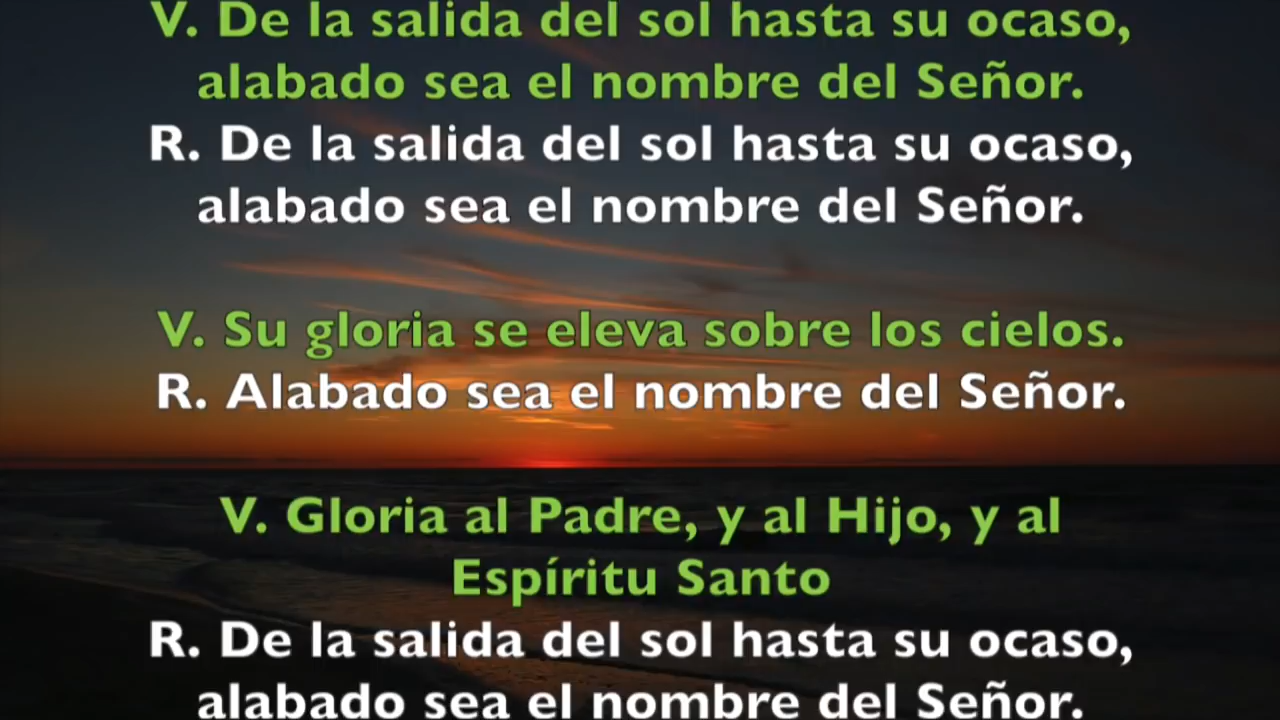 V. De la salida del sol hasta su ocaso,
alabado sea el nombre del Señor.
R. De la salida del sol hasta su ocaso,
alabado sea el nombre del Señor.
V. Su gloria se eleva sobre los cielos.
R. Alabado sea el nombre del Señor.
V. Gloria al Padre, y al Hijo, y al
Espíritu Santo
R. De la salida del sol hasta su ocaso,
alabado sea el nombre del Señor.